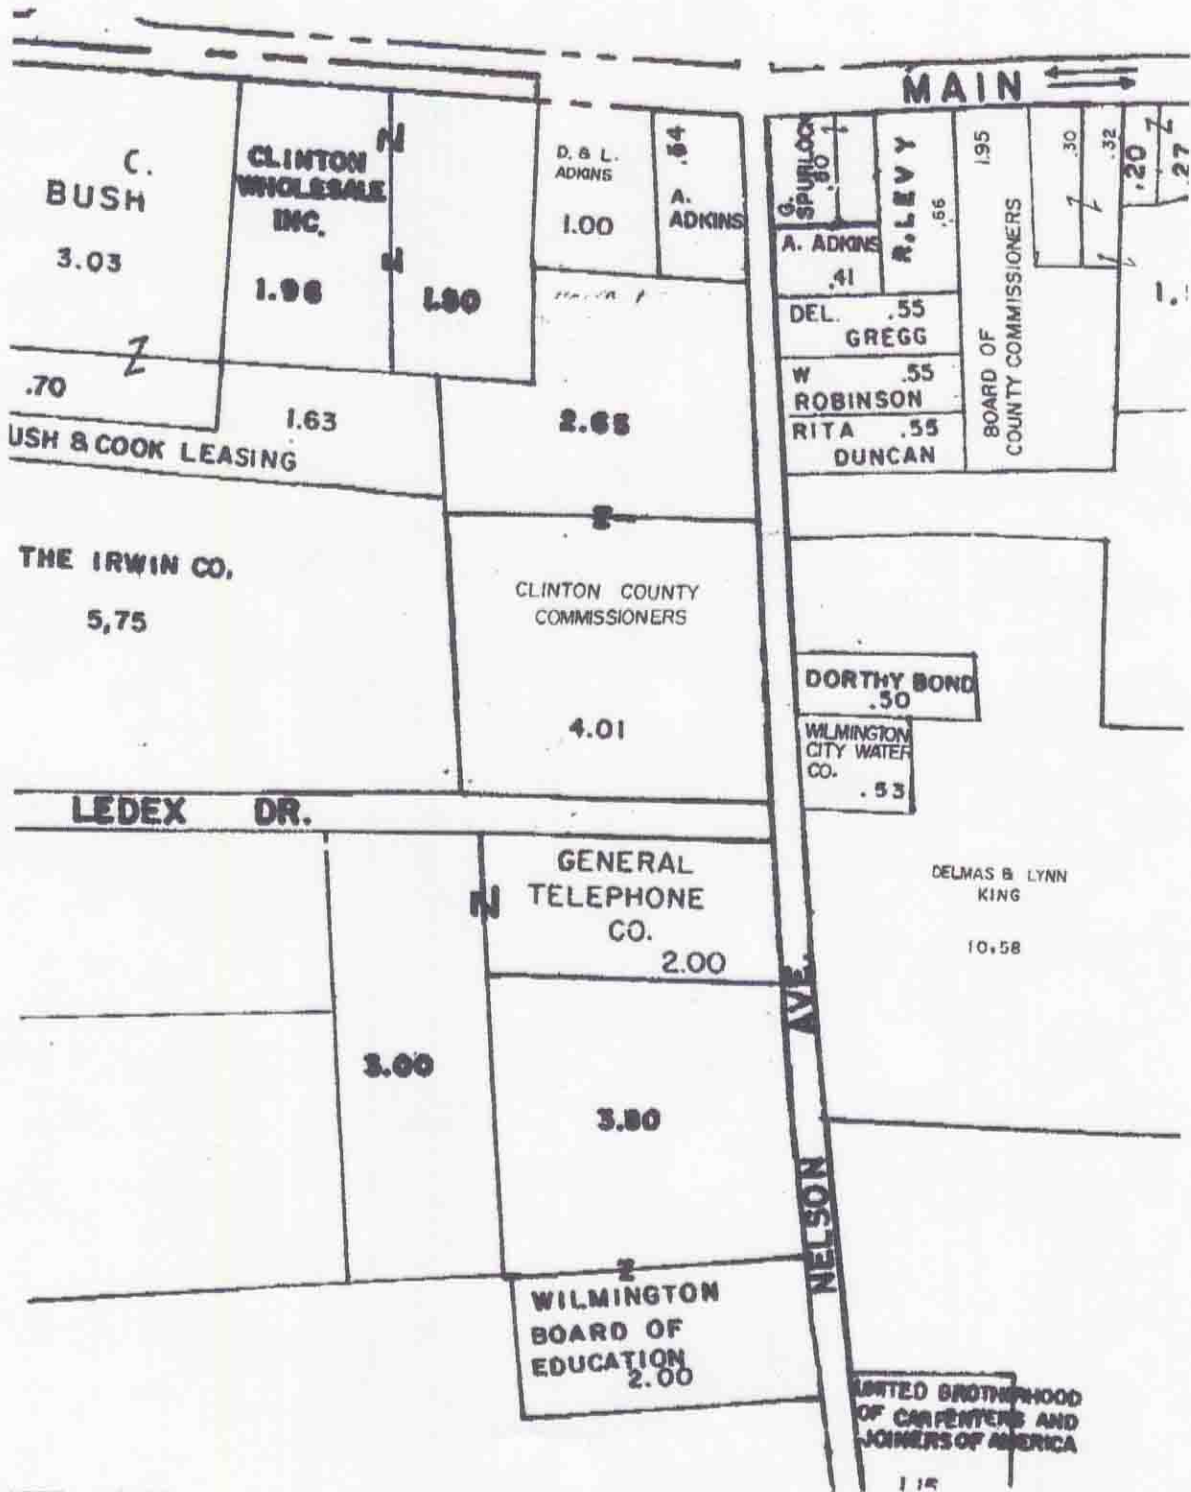 MAIN
C.
BUSH
3.03
CLINTON
WHOLESALE
INC.
1.96
1.80
D. & L.
ADKINS
1.00
A.
ADKINS
G.
SPURLOCK
A. ADKINS
.41
R. LEVY
.66
1.95
BOARD OF
COUNTY COMMISSIONERS
.30
.32
.20
.27
DEL. .55
GREGG
W .55
ROBINSON
RITA .55
DUNCAN
.70
1.63
USH & COOK LEASING
2.65
THE IRWIN CO.
5,75
CLINTON COUNTY
COMMISSIONERS
4.01
DORTHY BOND
.50
WILMINGTON
CITY WATER
CO.
.53
LEDEX DR.
GENERAL
TELEPHONE
CO.
2.00
DELMAS & LYNN
KING
10.58
3.00
3.80
NELSON AVE.
WILMINGTON
BOARD OF
EDUCATION
2.00
UNITED BROTHERHOOD
OF CARPENTERS AND
JOINERS OF AMERICA